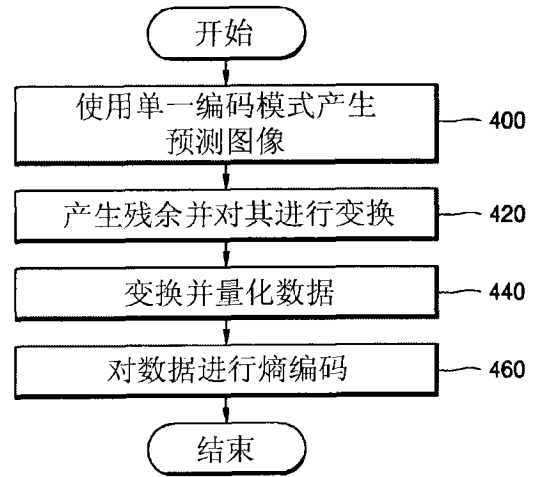 开始
使用单一编码模式产生
预测图像
400
产生残余并对其进行变换
420
变换并量化数据
440
对数据进行熵编码
460
结束